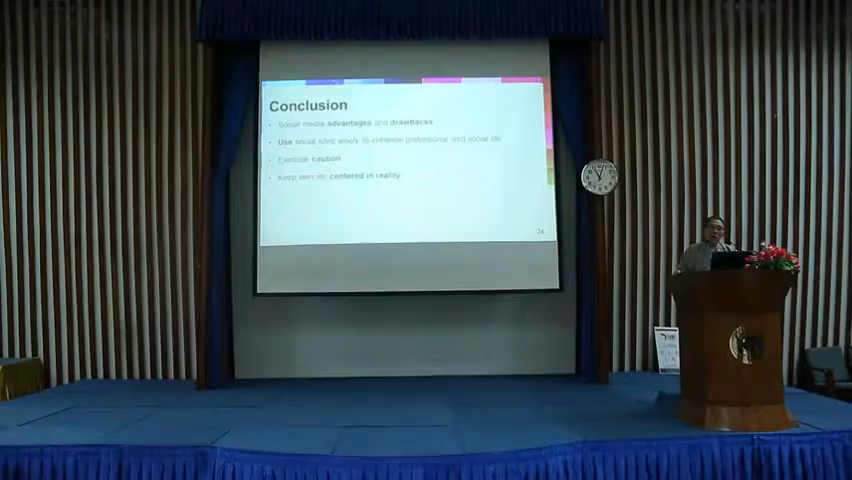 Conclusion
• Social media advantages and drawbacks
• Use social sites wisely to enhance professional and social life
• Exercise caution
• Keep own life centered in reality